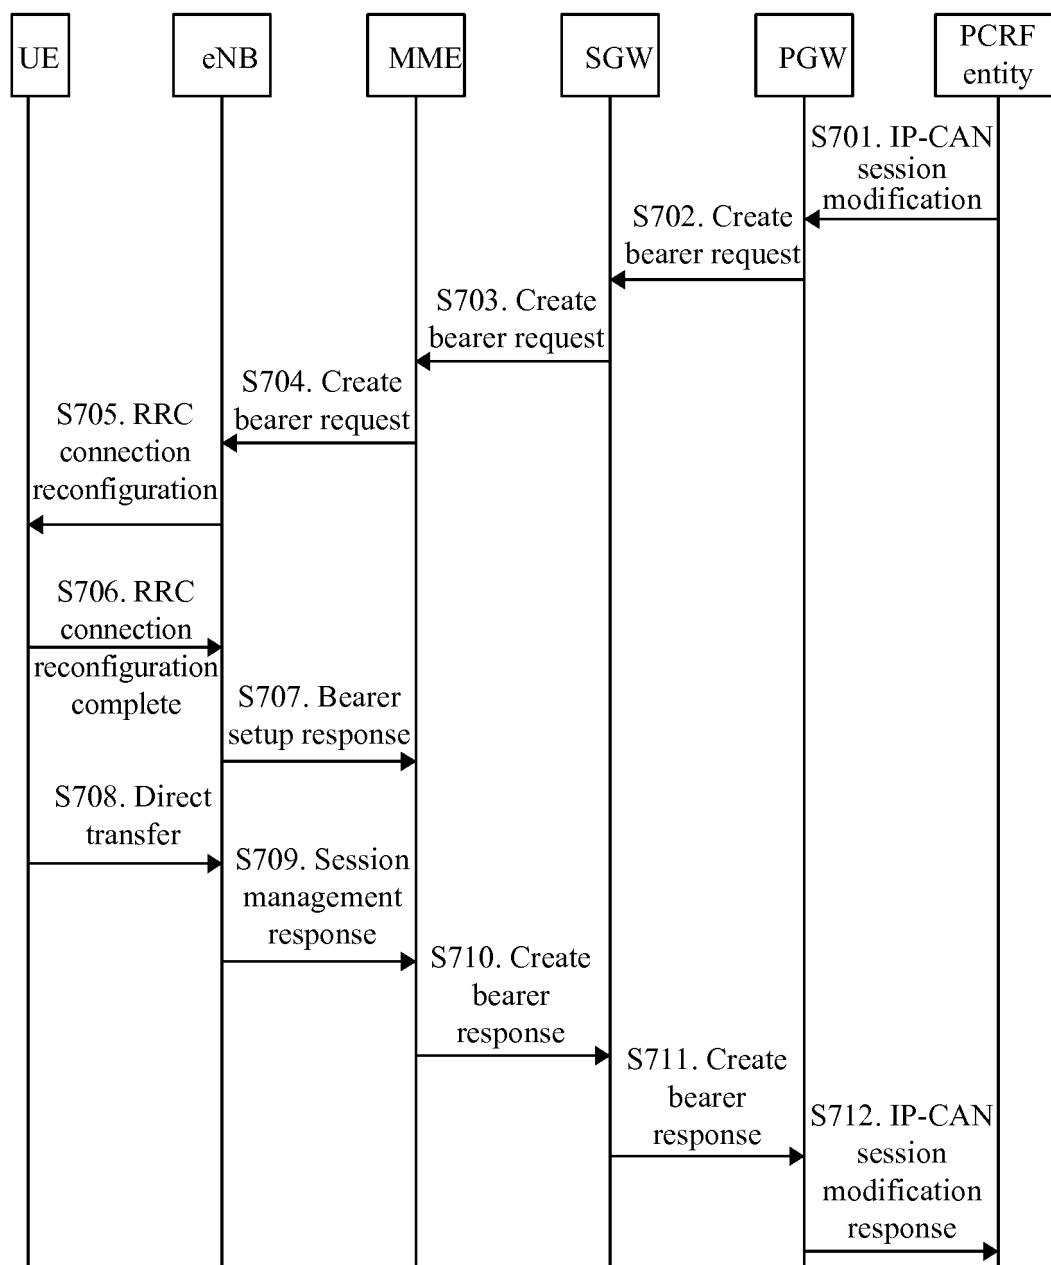 UE
eNB
MME
SGW
PGW
PCRF
entity
S701. IP-CAN
session
modification
S702. Create
bearer request
S703. Create
bearer request
S704. Create
bearer request
S705. RRC
connection
reconfiguration
S706. RRC
connection
reconfiguration
complete
S707. Bearer
setup response
S708. Direct
transfer
S709. Session
management
response
S710. Create
bearer
response
S711. Create
bearer
response
S712. IP-CAN
session
modification
response